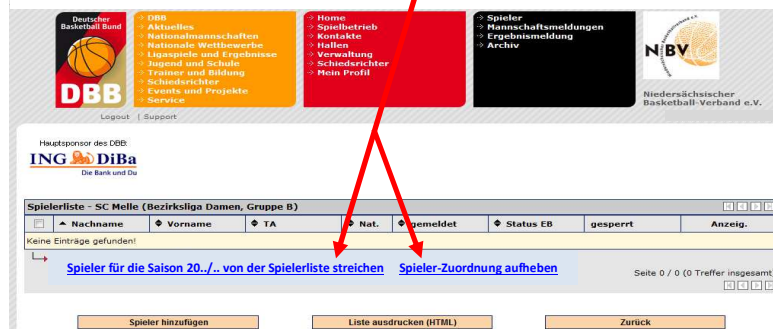 Deutscher
Basketball Bund
DBB
DBB
Aktuelles
Nationalmannschaften
Nationale Wettbewerbe
Ligaspiele und Ergebnisse
Jugend und Schule
Trainer und Bildung
Schiedsrichter
Events und Projekte
Service
Home
Spielbetrieb
Kontakte
Hallen
Verwaltung
Schiedsrichter
Mein Profil
Spieler
Mannschaftsmeldungen
Ergebnismeldung
Archiv
NBV
Niedersächsischer
Basketball-Verband e.V.
Logout | Support
Hauptsponsor des DBB:
ING DiBa
Die Bank und Du
Spielerliste - SC Melle (Bezirksliga Damen, Gruppe B)
Nachname Vorname TA Nat. gemeldet Status EB gesperrt Anzeig.
Keine Einträge gefunden!
Spieler für die Saison 20../.. von der Spielerliste streichen Spieler-Zuordnung aufheben
Seite 0 / 0 (0 Treffer insgesamt)
Spieler hinzufügen Liste ausdrucken (HTML) Zurück